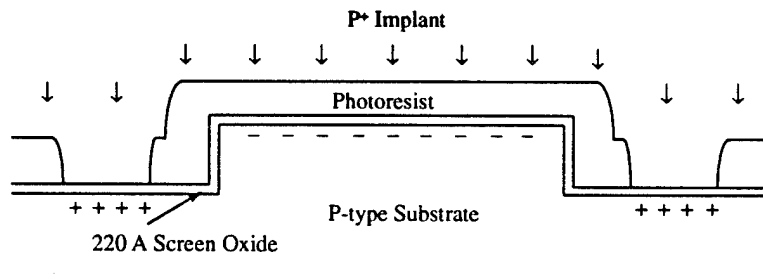 P+ Implant
Photoresist
- - - - - - - - -
+ + + +
+ + + +
P-type Substrate
220 A Screen Oxide